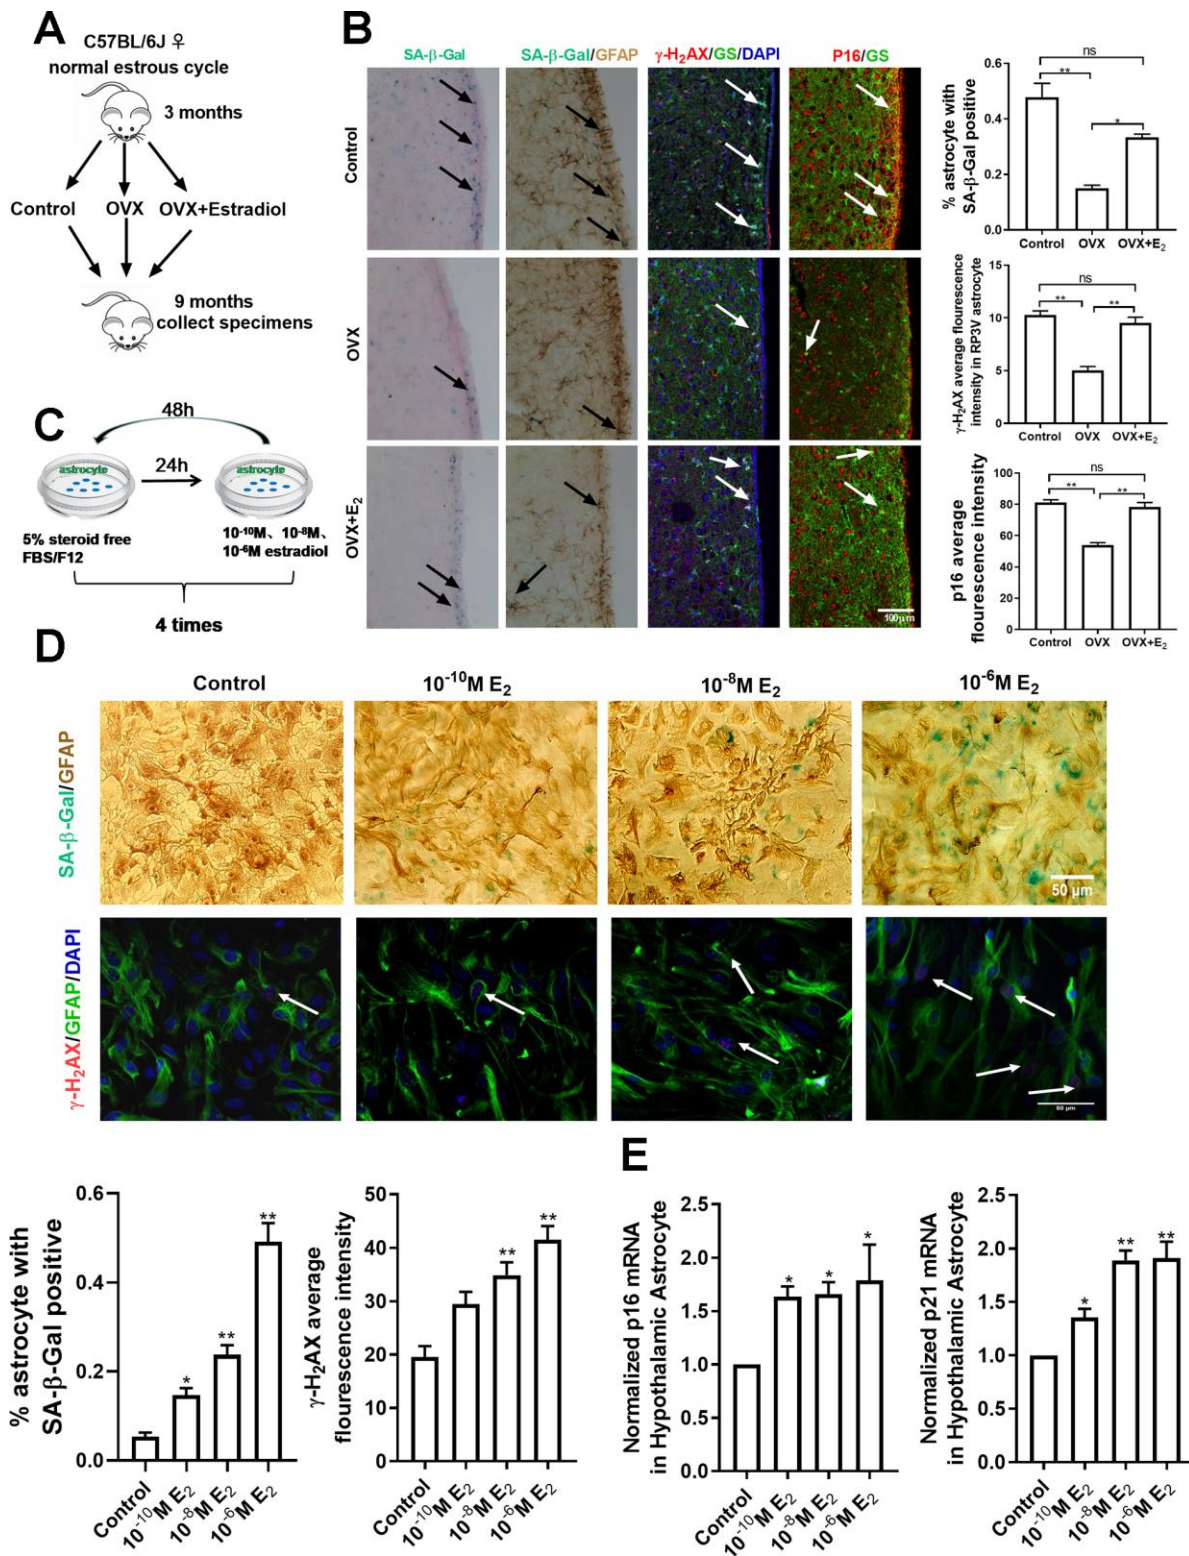 A
C57BL/6J ♀
normal estrous cycle
3 months
Control OVX OVX+Estradiol
9 months
collect specimens
B
SA-β-Gal SA-β-Gal/GFAP γ-H₂AX/GS/DAPI P16/GS
Control
OVX
OVX+E₂
100μm
% astrocyte with
SA-β-Gal positive
0.6
0.4
0.2
0.0
ns
**
*
Control OVX OVX+E₂
γ-H₂AX average flourescence
intensity in RP3V astrocyte
15
10
5
0
ns
** **
Control OVX OVX+E₂
p16 average
flourescence intensity
100
80
60
40
20
0
ns
** **
Control OVX OVX+E₂
C
48h
astrocyte 24h astrocyte
5% steroid free
FBS/F12
10⁻¹⁰M、10⁻⁸M、
10⁻⁶M estradiol
4 times
D
Control 10⁻¹⁰M E₂ 10⁻⁸M E₂ 10⁻⁶M E₂
SA-β-Gal/GFAP
50 μm
γ-H₂AX/GFAP/DAPI
50 μm
% astrocyte with
SA-β-Gal positive
0.6
0.4
0.2
0.0
* ** **
Control 10⁻¹⁰M E₂ 10⁻⁸M E₂ 10⁻⁶M E₂
γ-H₂AX average
flourescence intensity
50
40
30
20
10
0
** **
Control 10⁻¹⁰M E₂ 10⁻⁸M E₂ 10⁻⁶M E₂
E
Normalized p16 mRNA
in Hypothalamic Astrocyte
2.5
2.0
1.5
1.0
0.5
0.0
* * *
Control 10⁻¹⁰M E₂ 10⁻⁸M E₂ 10⁻⁶M E₂
Normalized p21 mRNA
in Hypothalamic Astrocyte
2.5
2.0
1.5
1.0
0.5
0.0
* ** **
Control 10⁻¹⁰M E₂ 10⁻⁸M E₂ 10⁻⁶M E₂